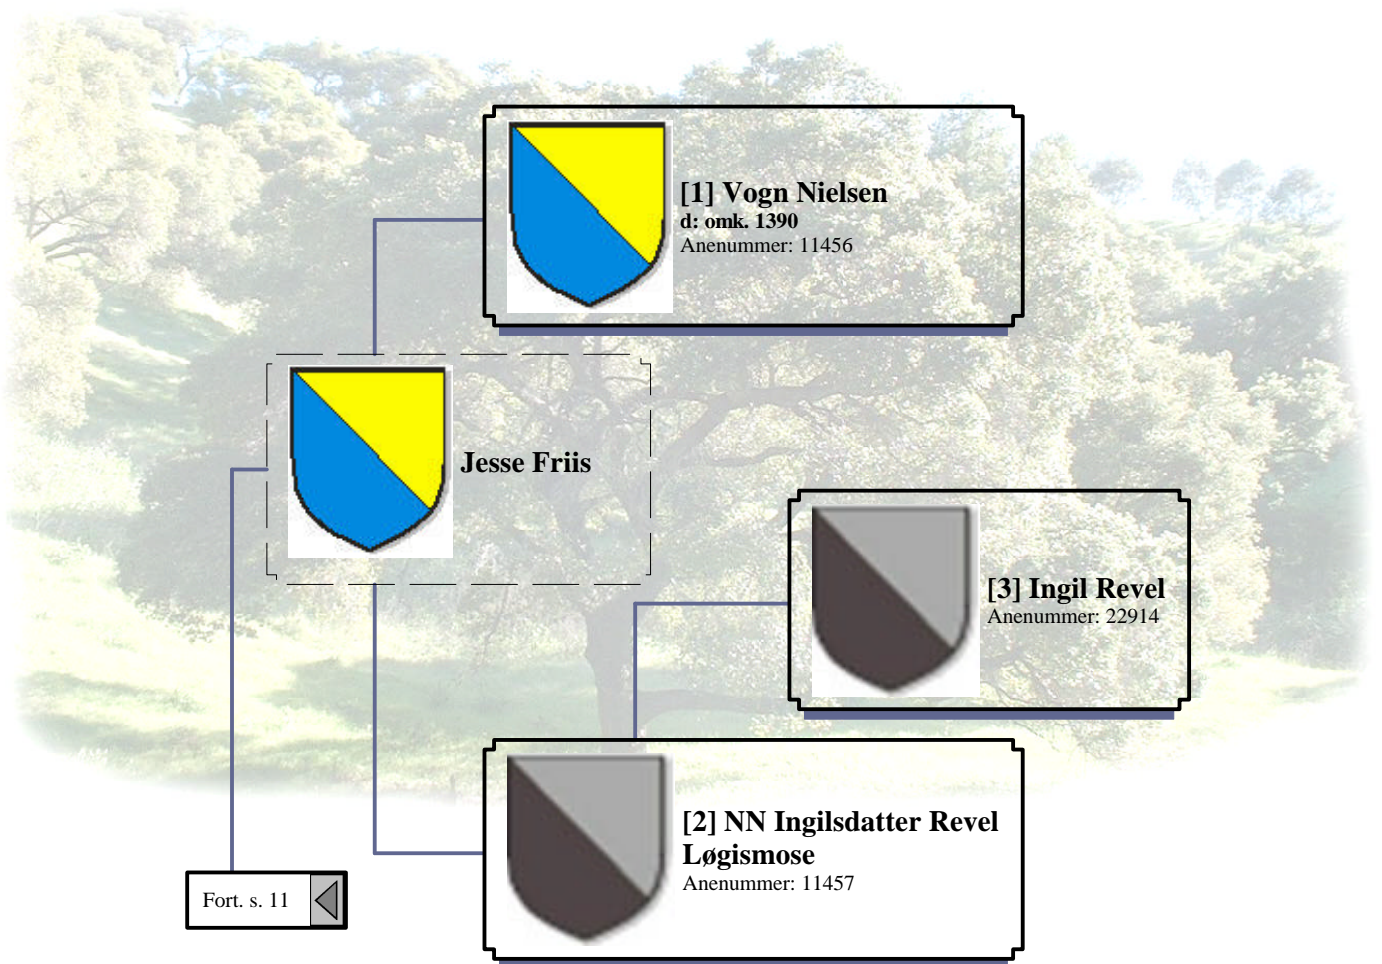 [1] Vogn Nielsen
d: omk. 1390
Anenummer: 11456
Jesse Friis
[3] Ingil Revel
Anenummer: 22914
[2] NN Ingilsdatter Revel
Løgismose
Anenummer: 11457
Fort. s. 11